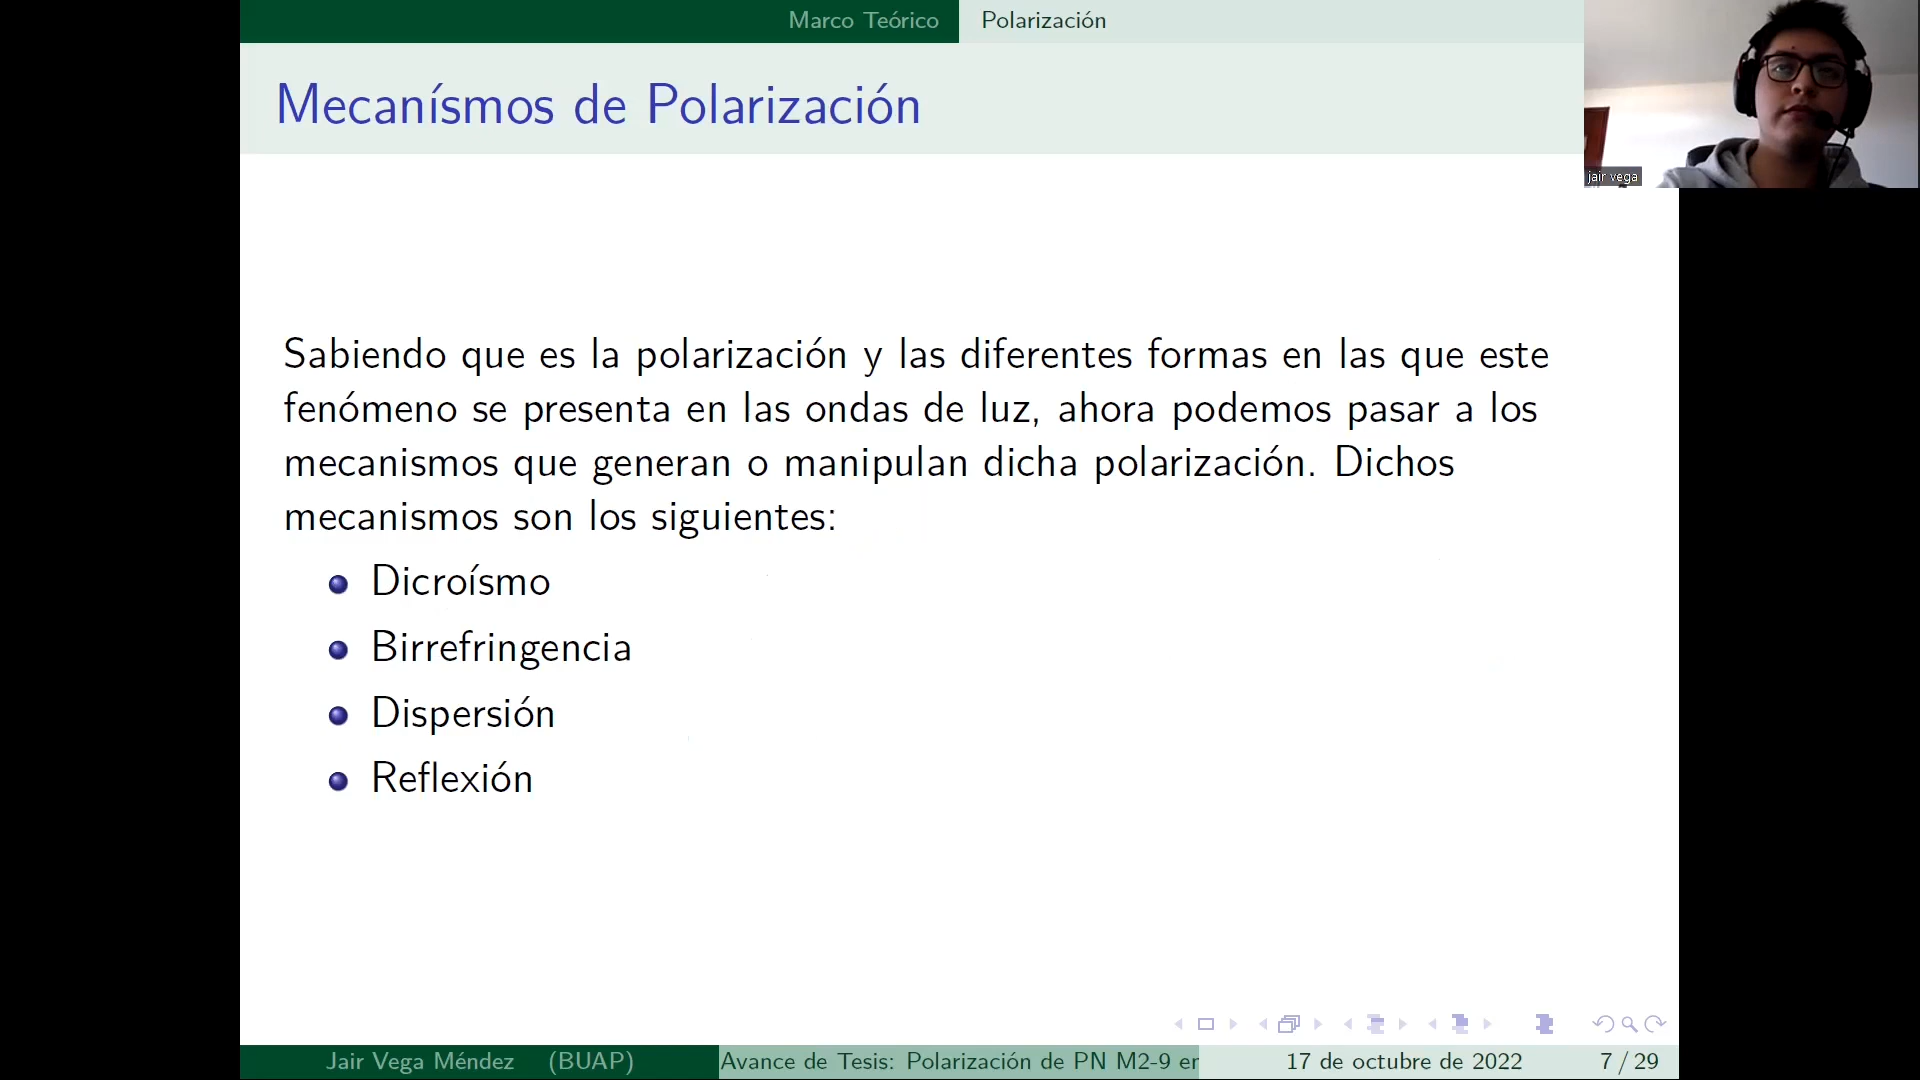 Marco Teórico Polarización
Mecanísmos de Polarización
jair vega
Sabiendo que es la polarización y las diferentes formas en las que este
fenómeno se presenta en las ondas de luz, ahora podemos pasar a los
mecanismos que generan o manipulan dicha polarización. Dichos
mecanismos son los siguientes:
Dicroísmo
Birrefringencia
Dispersión
Reflexión
Jair Vega Méndez (BUAP) Avance de Tesis: Polarización de PN M2-9 er 17 de octubre de 2022 7 / 29